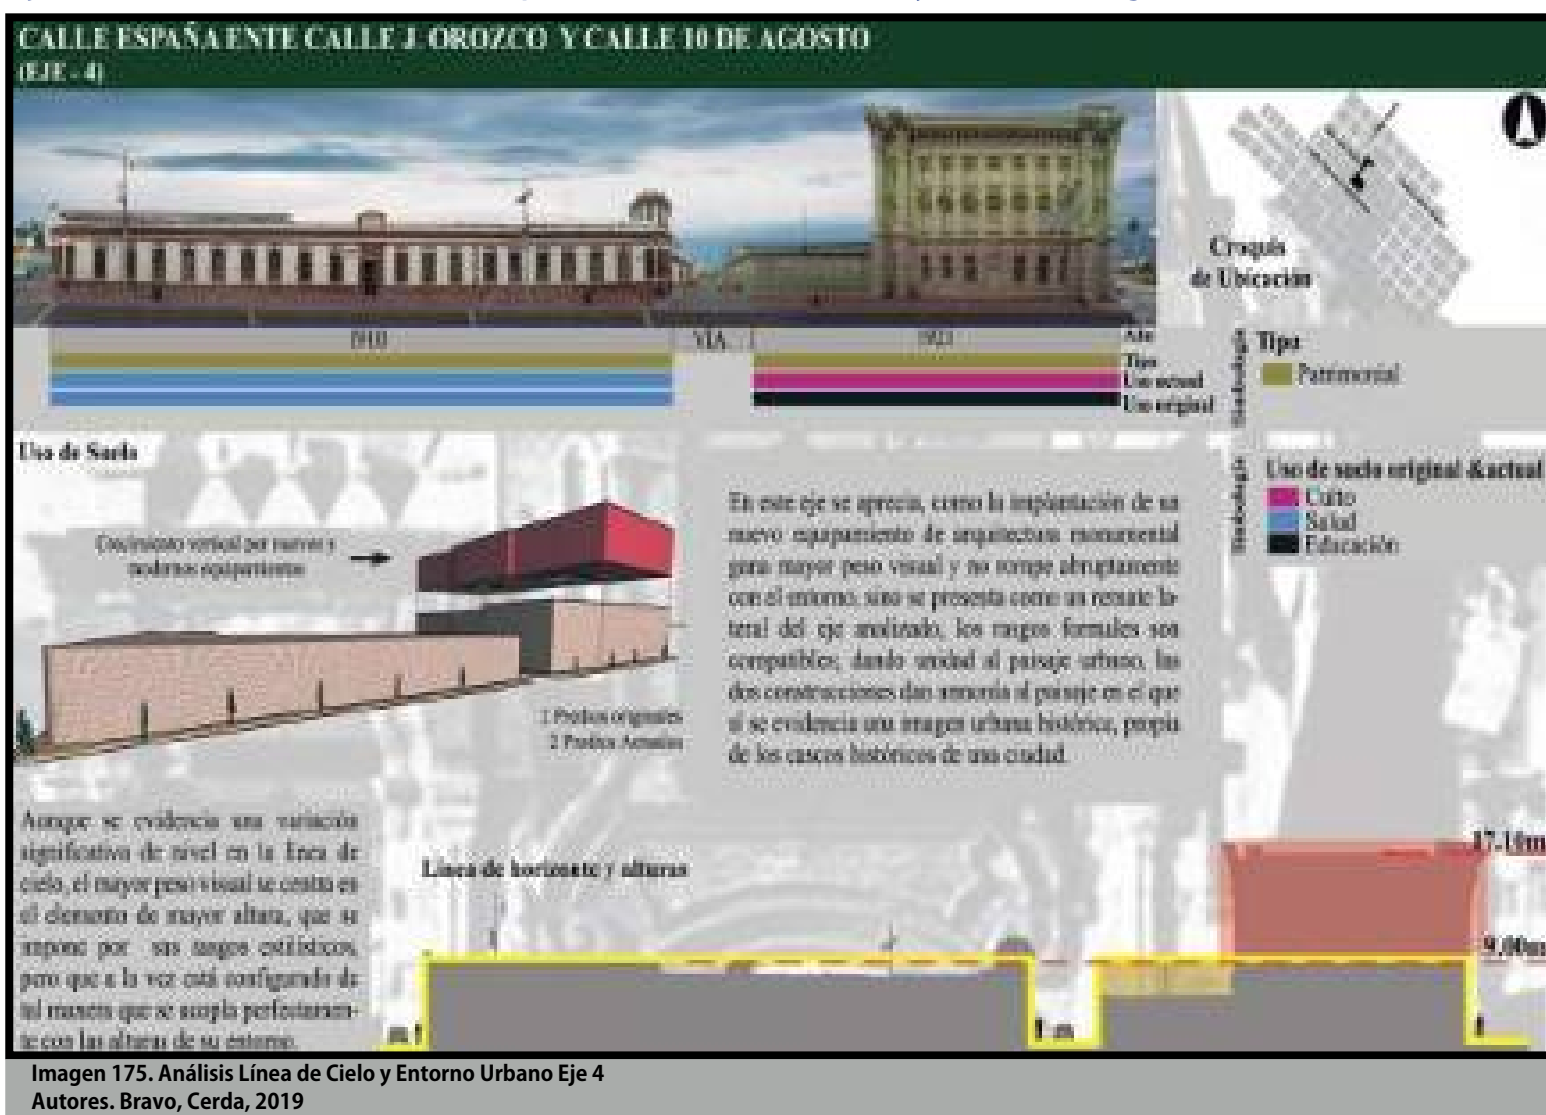 CALLE ESPAÑA ENTE CALLE J OROZCO Y CALLE 10 DE AGOSTO
(EJE - 4)
Croquis
de Ubicación
1910
VÍA
Año
Tipo
Uso actual
Uso original
Simbología
Tipo
Patrimonial
Uso de Suelo
Simbología
Uso de suelo original &actual
Culto
Salud
Educación
Crecimiento vertical por nuevos y
modernos equipamientos
En este eje se aprecia, como la implantación de un
nuevo equipamiento de arquitectura monumental
gana mayor peso visual y no rompe abruptamente
con el entorno, sino se presenta como un remate la-
teral del eje analizado, los rasgos formales son
compatibles, dando unidad al paisaje urbano, las
dos construcciones dan armonía al paisaje en el que
sí se evidencia una imagen urbana histórica, propia
de los cascos históricos de una ciudad.
2 Predios originales
2 Predios Actuales
Aunque se evidencia una variación
significativa de nivel en la línea de
cielo, el mayor peso visual se centra en
el elemento de mayor altura, que se
impone por sus rasgos estilísticos,
pero que a la vez está configurado de
tal manera que se acopla perfectamen-
te con las alturas de su entorno.
Línea de horizonte y alturas
17.10m
9.00m
Imagen 175. Análisis Línea de Cielo y Entorno Urbano Eje 4
Autores. Bravo, Cerda, 2019